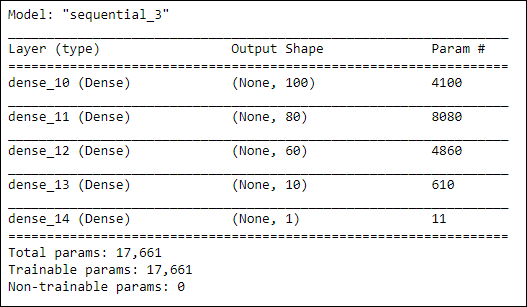 Model: "sequential_3"
Layer (type) Output Shape Param #
dense_10 (Dense) (None, 100) 4100
dense_11 (Dense) (None, 80) 8080
dense_12 (Dense) (None, 60) 4860
dense_13 (Dense) (None, 10) 610
dense_14 (Dense) (None, 1) 11
Total params: 17,661
Trainable params: 17,661
Non-trainable params: 0